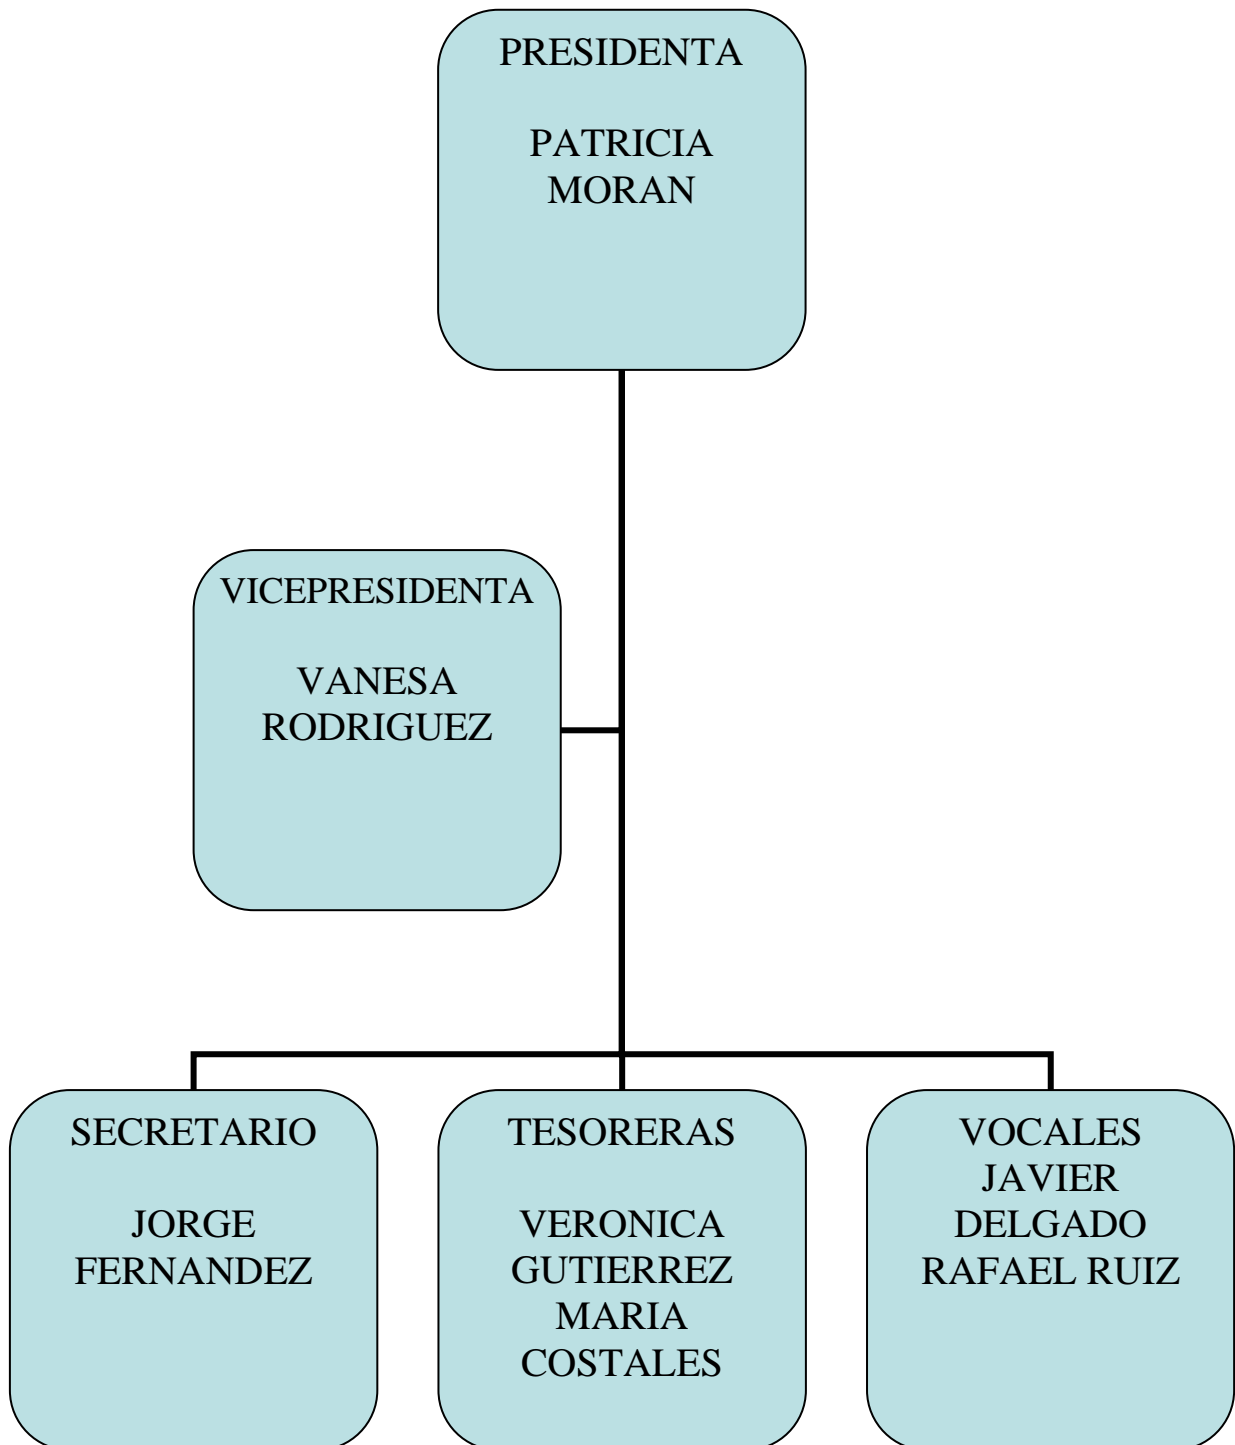 PRESIDENTA
PATRICIA
MORAN
VICEPRESIDENTA
VANESA
RODRIGUEZ
SECRETARIO
JORGE
FERNANDEZ
TESORERAS
VERONICA
GUTIERREZ
MARIA
COSTALES
VOCALES
JAVIER
DELGADO
RAFAEL RUIZ